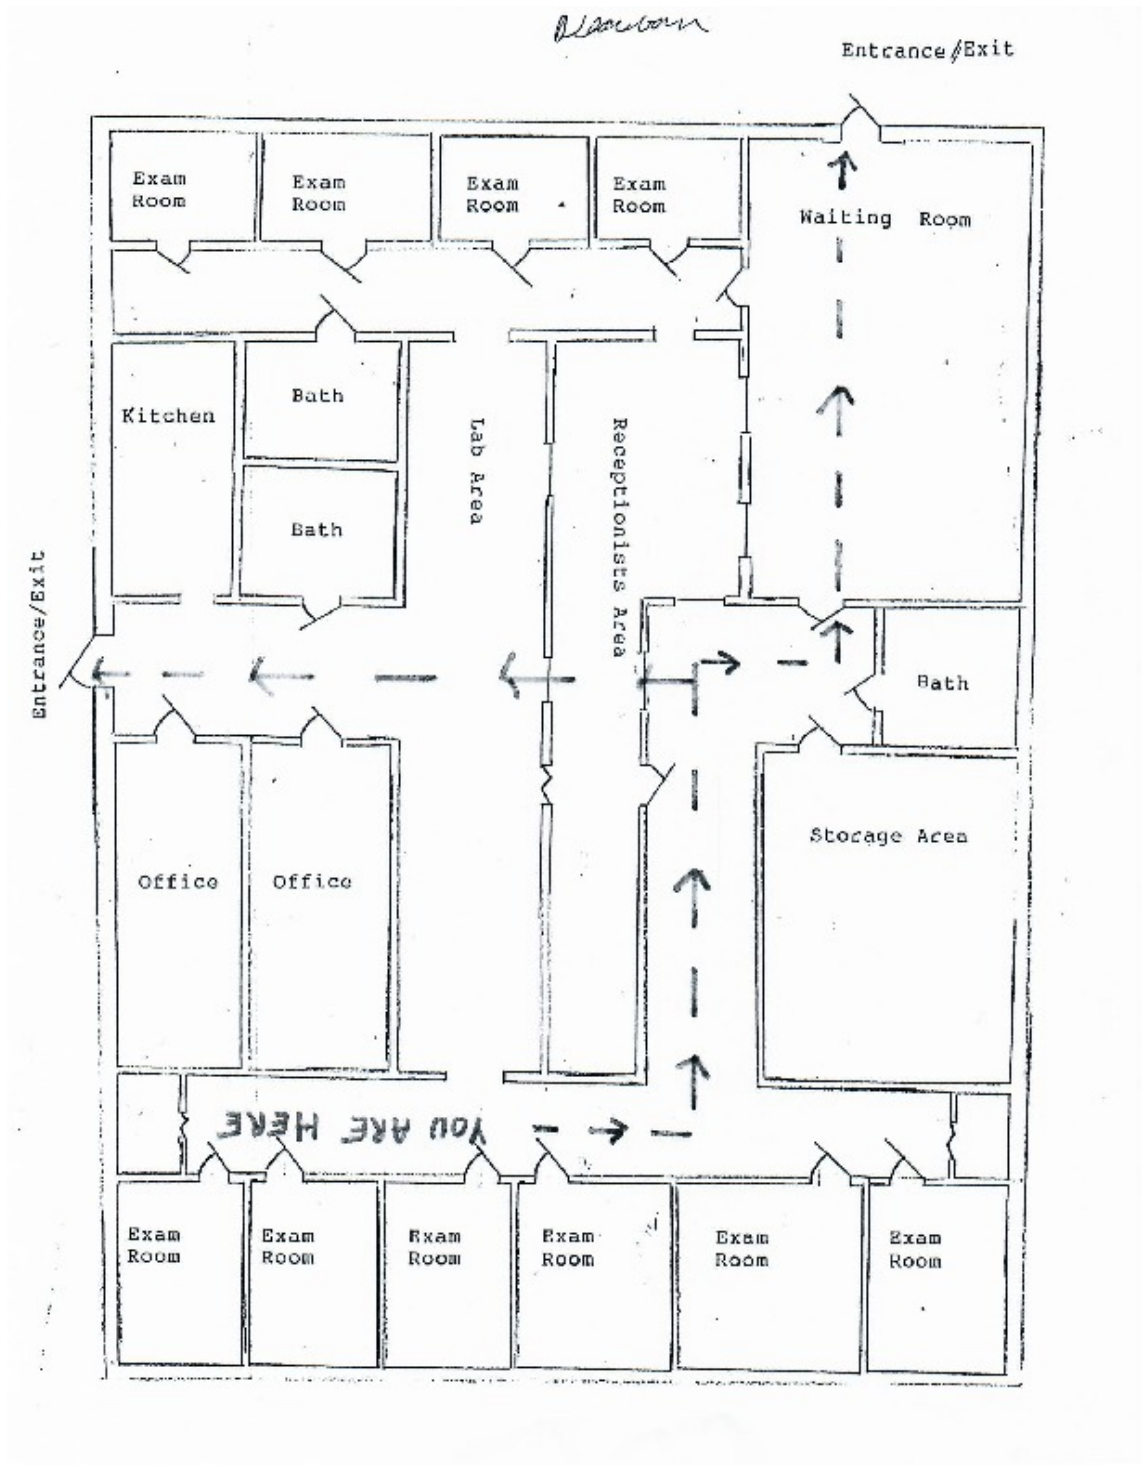 Entrance/Exit
Exam
Room
Exam
Room
Exam
Room
Exam
Room
Waiting Room
Kitchen
Bath
Lab Area
Receptionists Area
Bath
Entrance/Exit
Bath
Storage Area
Office
Office
YOU ARE HERE
Exam
Room
Exam
Room
Exam
Room
Exam
Room
Exam
Room
Exam
Room